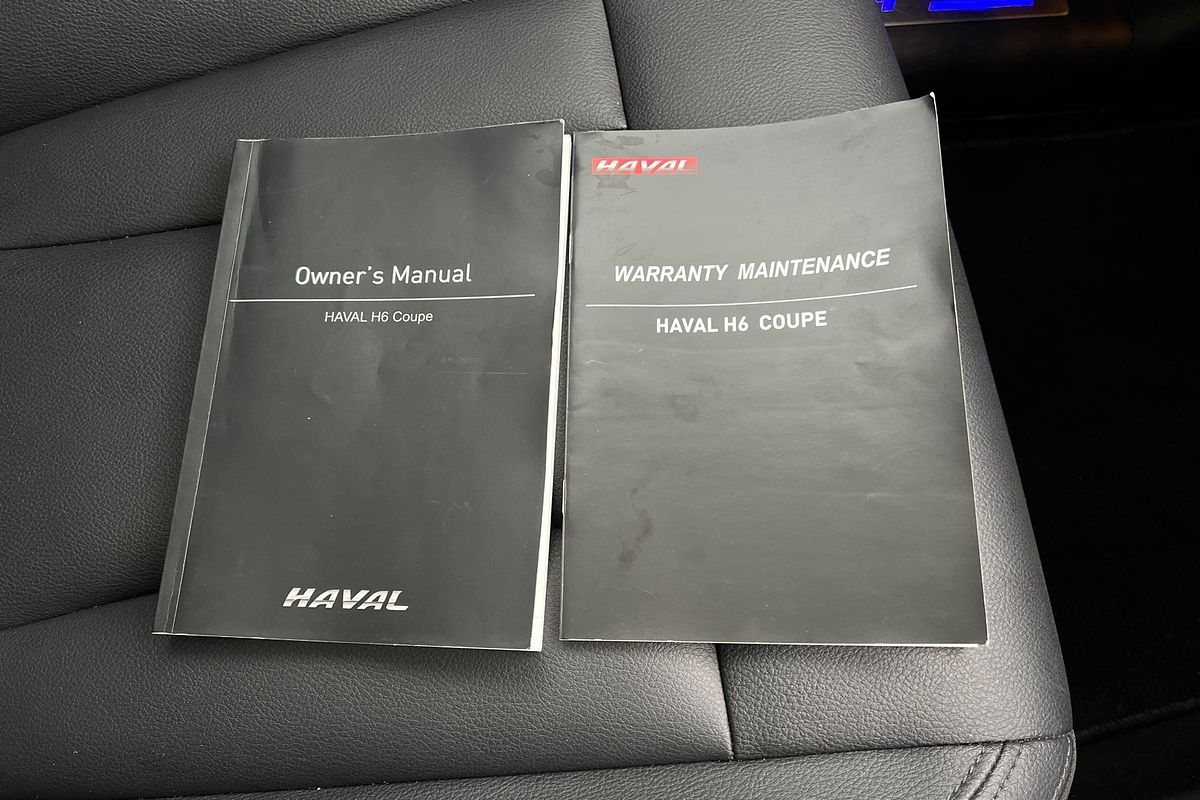 Owner's Manual
HAVAL H6 Coupe
HAVAL
HAVAL
WARRANTY MAINTENANCE
HAVAL H6 COUPE